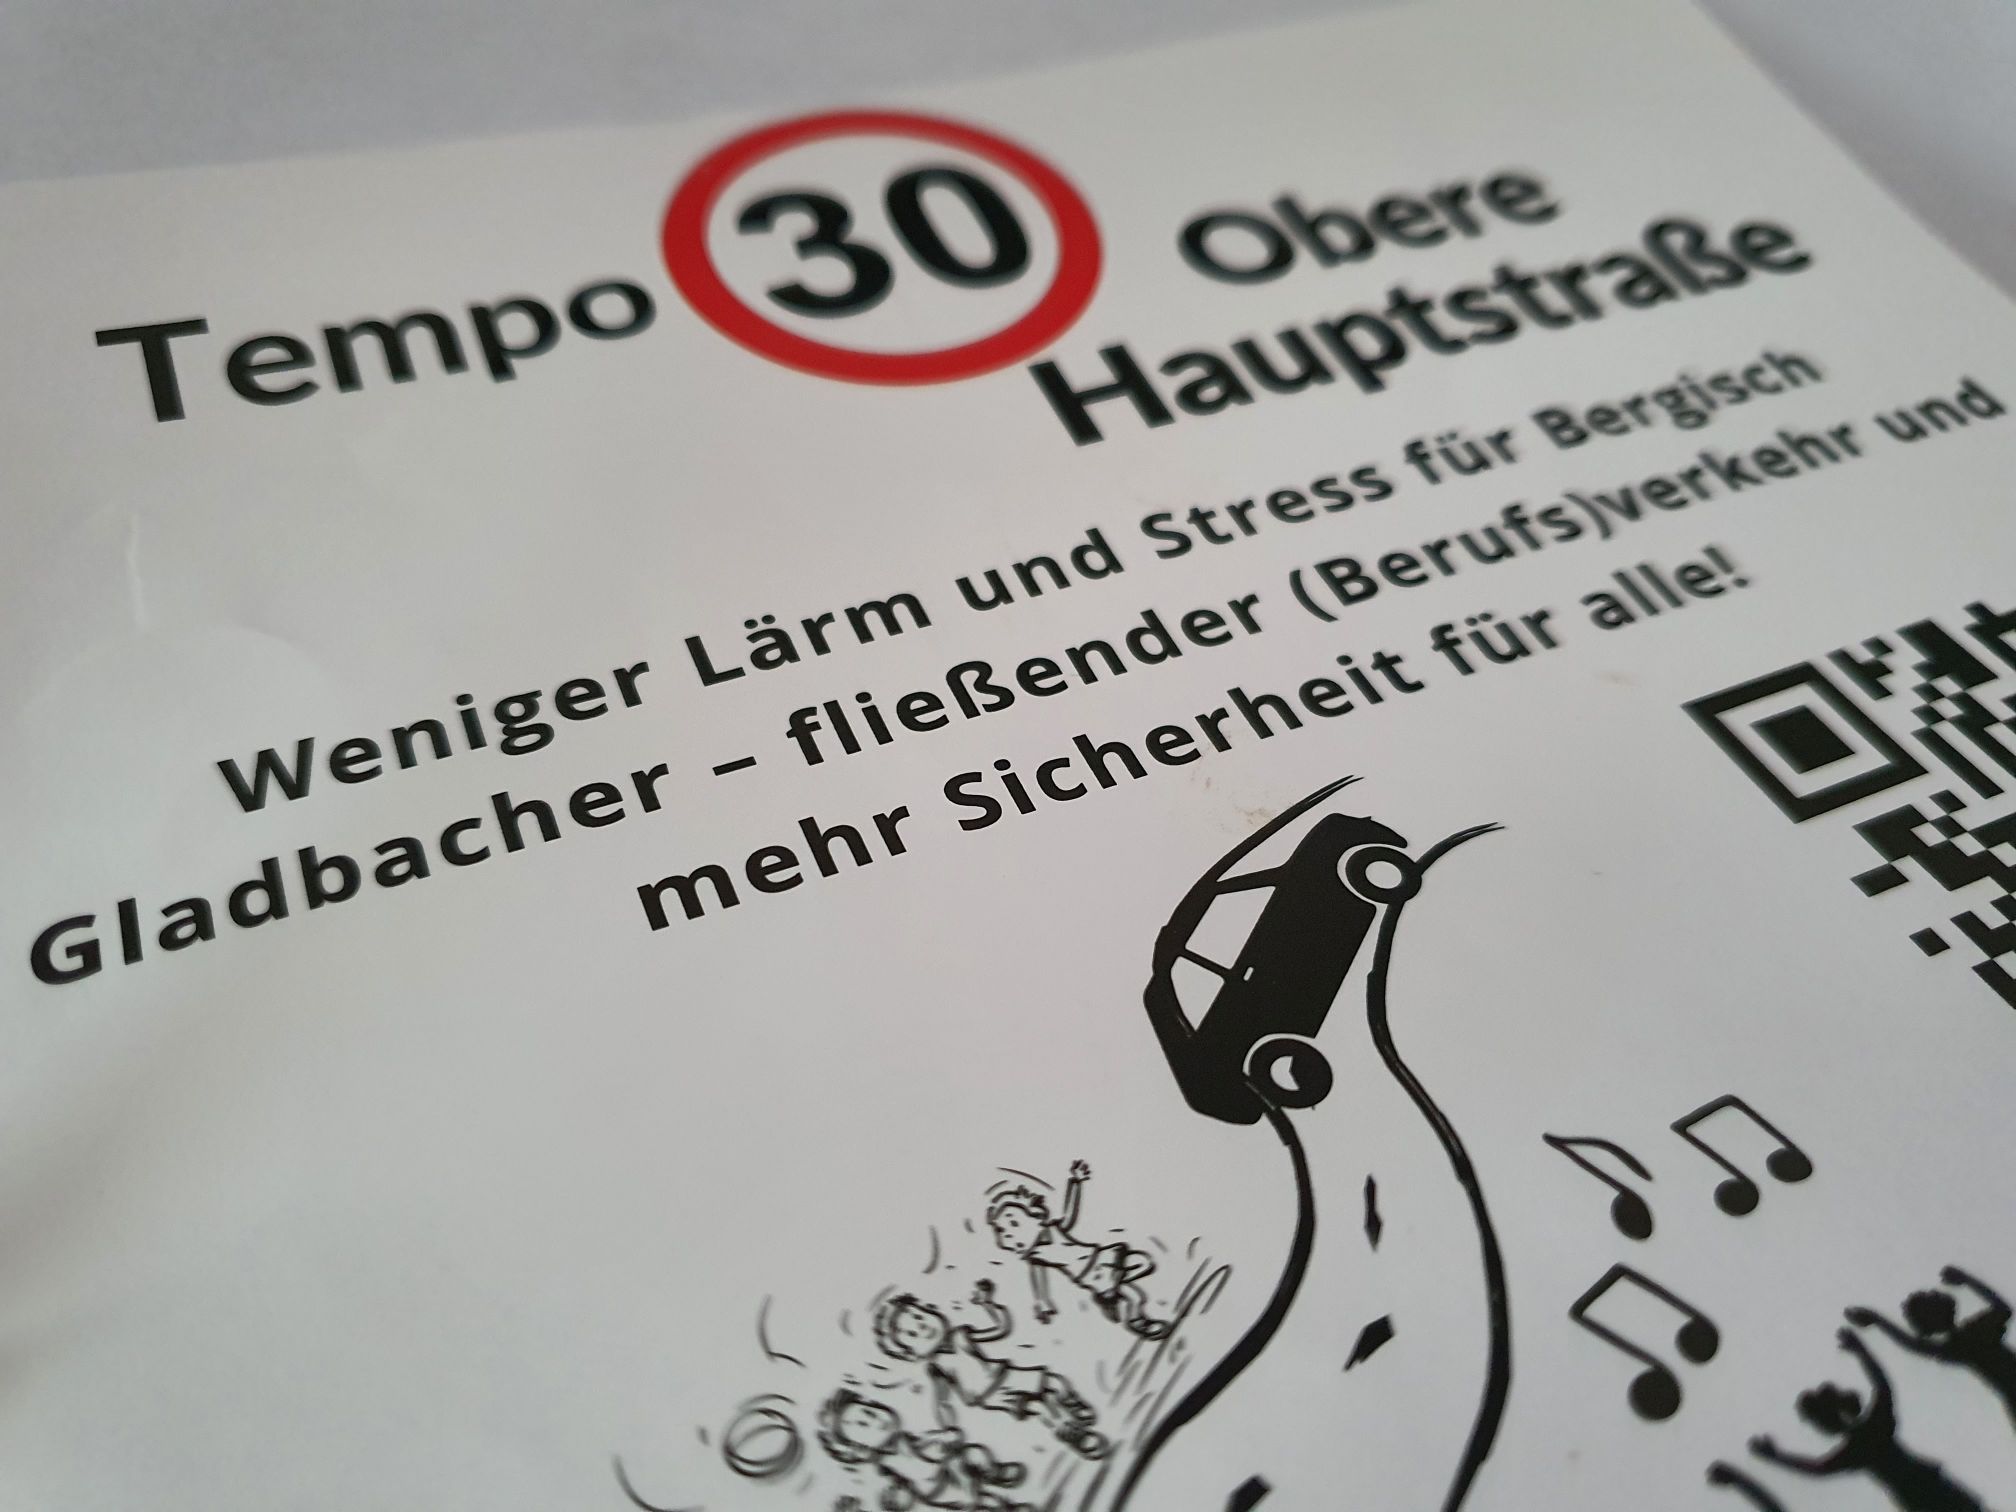 Tempo 30 Obere
Hauptstraße
Weniger Lärm und Stress für Bergisch
Gladbacher – fließender (Berufs)verkehr und
mehr Sicherheit für alle!